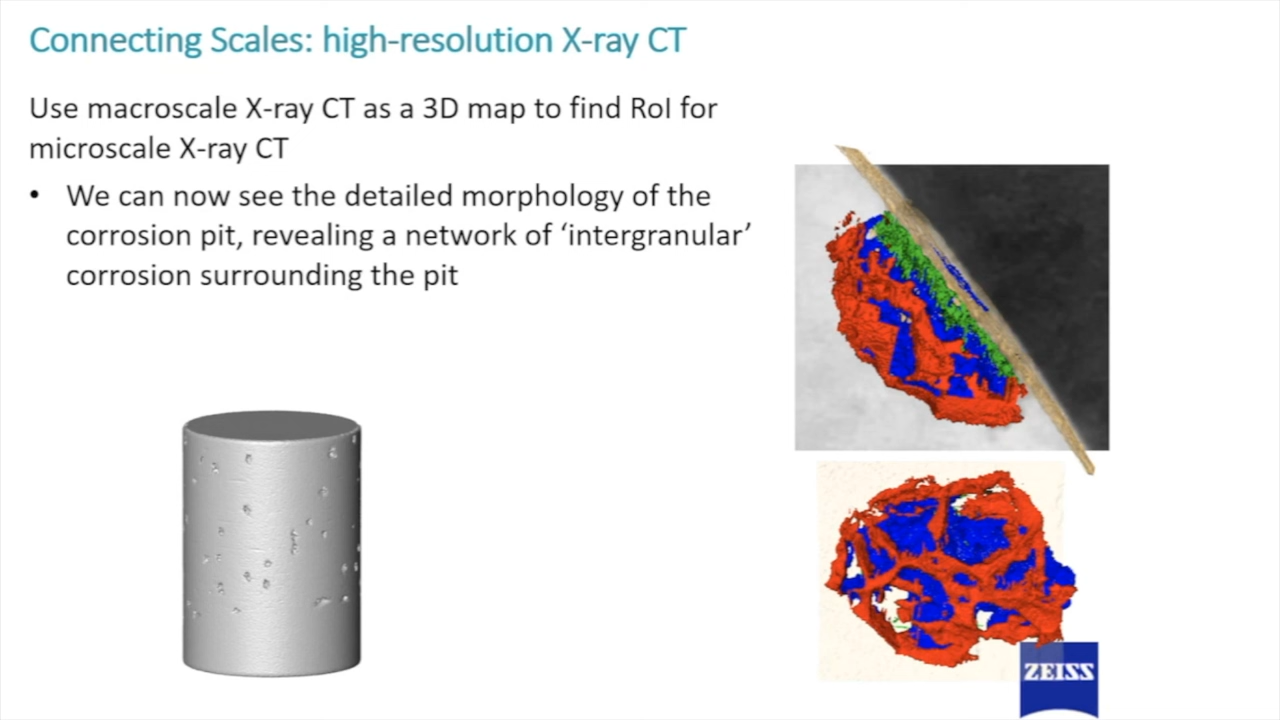 Connecting Scales: high-resolution X-ray CT
Use macroscale X-ray CT as a 3D map to find RoI for
microscale X-ray CT
• We can now see the detailed morphology of the
corrosion pit, revealing a network of ‘intergranular’
corrosion surrounding the pit
ZEISS